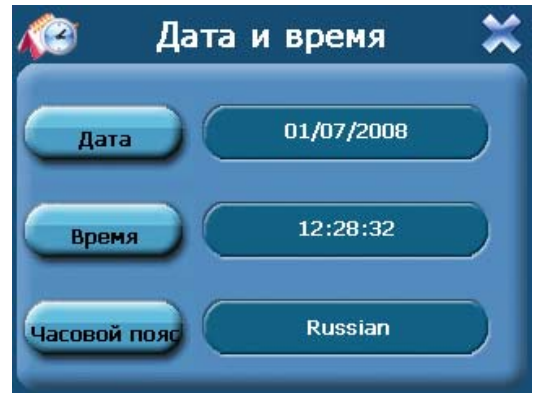 Дата и время
Дата
01/07/2008
Время
12:28:32
Часовой пояс
Russian